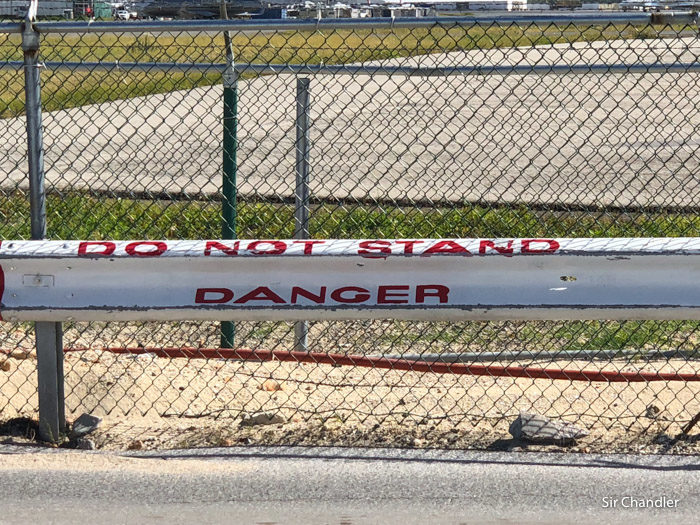 DO NOT STAND
DANGER
Sir Chandler